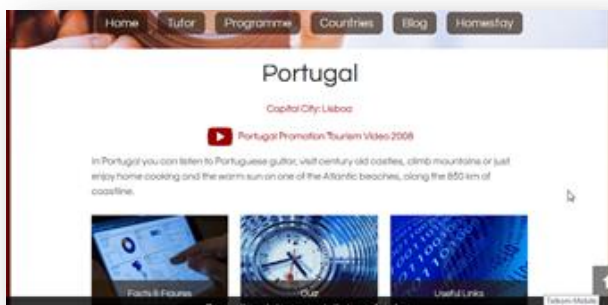 Home Tutor Programme Countries Blog Homestay
Portugal
Capital City: Lisboa
Portugal Promotion Tourism Video 2008
In Portugal you can listen to Portuguese guitar, visit century old castles, climb mountains or just
enjoy home cooking and the warm sun on one of the Atlantic beaches, along the 850 km of
coastline.
Facts & Figures Our Useful Links